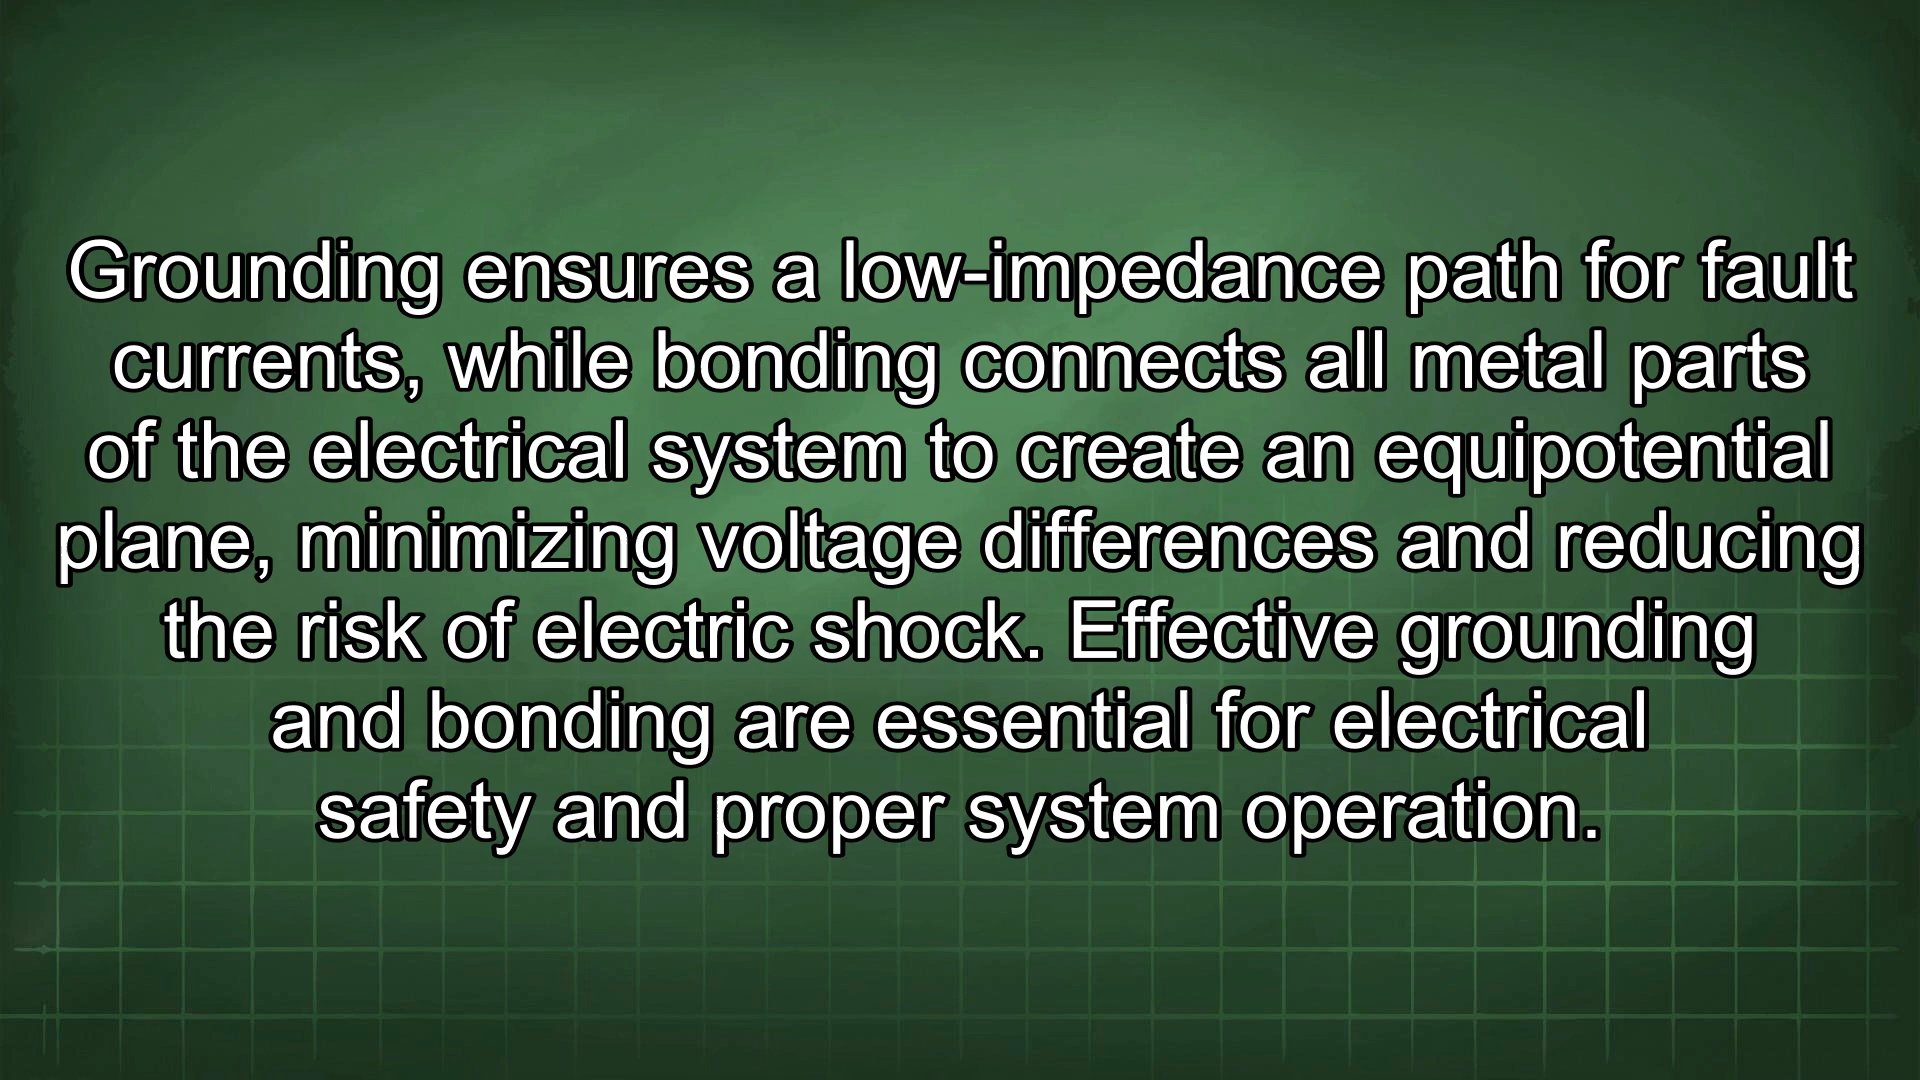 Grounding ensures a low-impedance path for fault
currents, while bonding connects all metal parts
of the electrical system to create an equipotential
plane, minimizing voltage differences and reducing
the risk of electric shock. Effective grounding
and bonding are essential for electrical
safety and proper system operation.